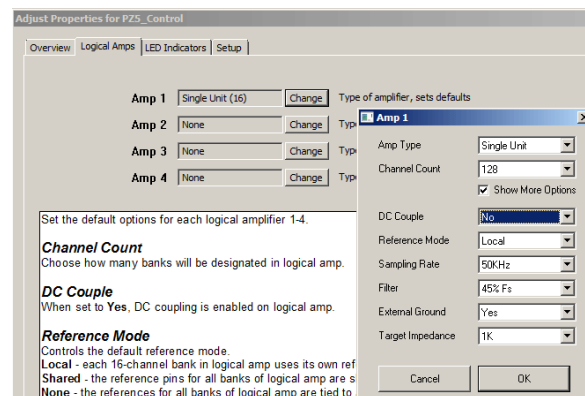 Adjust Properties for PZ5_Control
Overview Logical Amps LED Indicators Setup
Amp 1 Single Unit (16) Change Type of amplifier, sets defaults
Amp 2 None Change
Amp 3 None Change
Amp 4 None Change
Set the default options for each logical amplifier 1-4.
Channel Count
Choose how many banks will be designated in logical amp.
DC Couple
When set to Yes, DC coupling is enabled on logical amp.
Reference Mode
Controls the default reference mode.
Local - each 16-channel bank in logical amp uses its own ref
Shared - the reference pins for all banks of logical amp are s
None - the references for all banks of logical amp are tied to
Amp 1
Amp Type Single Unit
Channel Count 128
Show More Options
DC Couple No
Reference Mode Local
Sampling Rate 50KHz
Filter 45% Fs
External Ground Yes
Target Impedance 1K
Cancel OK